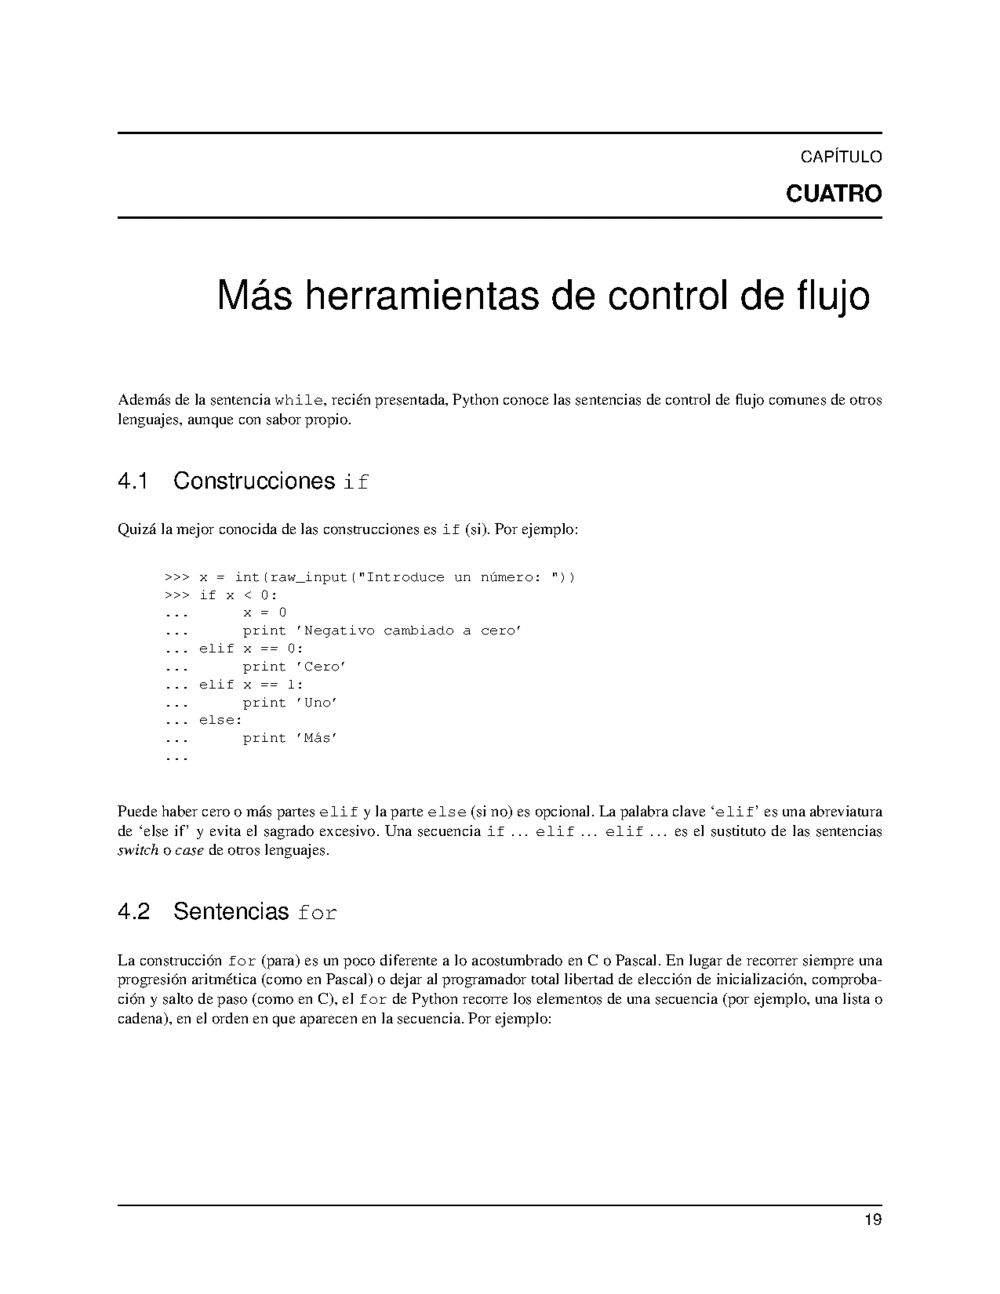 CAPÍTULO
CUATRO
Más herramientas de control de flujo
Además de la sentencia while, recién presentada, Python conoce las sentencias de control de flujo comunes de otros
lenguajes, aunque con sabor propio.
4.1 Construcciones if
Quizá la mejor conocida de las construcciones es if (si). Por ejemplo:
>>> x = int(raw_input("Introduce un número: "))
>>> if x < 0:
...      x = 0
...      print ’Negativo cambiado a cero’
... elif x == 0:
...      print ’Cero’
... elif x == 1:
...      print ’Uno’
... else:
...      print ’Más’
...
Puede haber cero o más partes elif y la parte else (si no) es opcional. La palabra clave ‘elif’ es una abreviatura
de ‘else if’ y evita el sagrado excesivo. Una secuencia if ... elif ... elif ... es el sustituto de las sentencias
switch o case de otros lenguajes.
4.2 Sentencias for
La construcción for (para) es un poco diferente a lo acostumbrado en C o Pascal. En lugar de recorrer siempre una
progresión aritmética (como en Pascal) o dejar al programador total libertad de elección de inicialización, comproba-
ción y salto de paso (como en C), el for de Python recorre los elementos de una secuencia (por ejemplo, una lista o
cadena), en el orden en que aparecen en la secuencia. Por ejemplo:
19